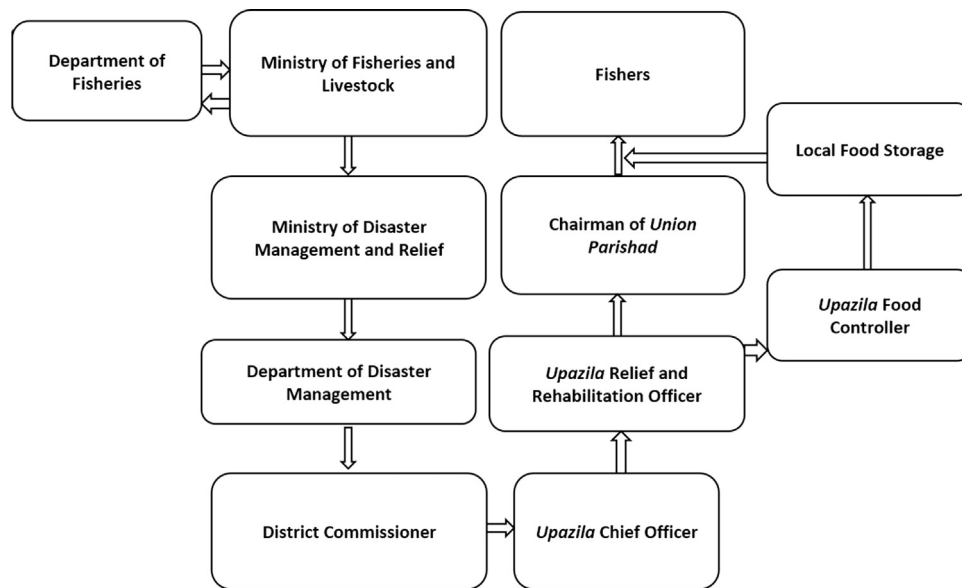 Department of
Fisheries
Ministry of Fisheries and
Livestock
Fishers
Local Food Storage
Ministry of Disaster
Management and Relief
Chairman of Union
Parishad
Upazila Food
Controller
Department of Disaster
Management
Upazila Relief and
Rehabilitation Officer
District Commissioner
Upazila Chief Officer